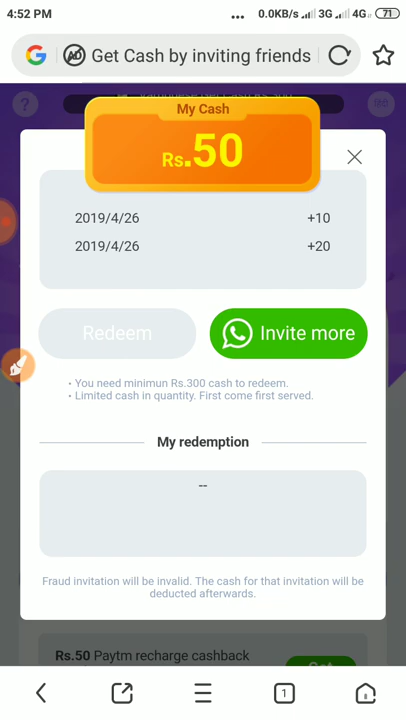 4:52 PM ... 0.0KB/s 3G 4G 71
G AD Get Cash by inviting friends
?
My Cash
Rs.50
2019/4/26 +10
2019/4/26 +20
Redeem Invite more
• You need minimun Rs.300 cash to redeem.
• Limited cash in quantity. First come first served.
My redemption
--
Fraud invitation will be invalid. The cash for that invitation will be
deducted afterwards.
Rs.50 Paytm recharge cashback
1